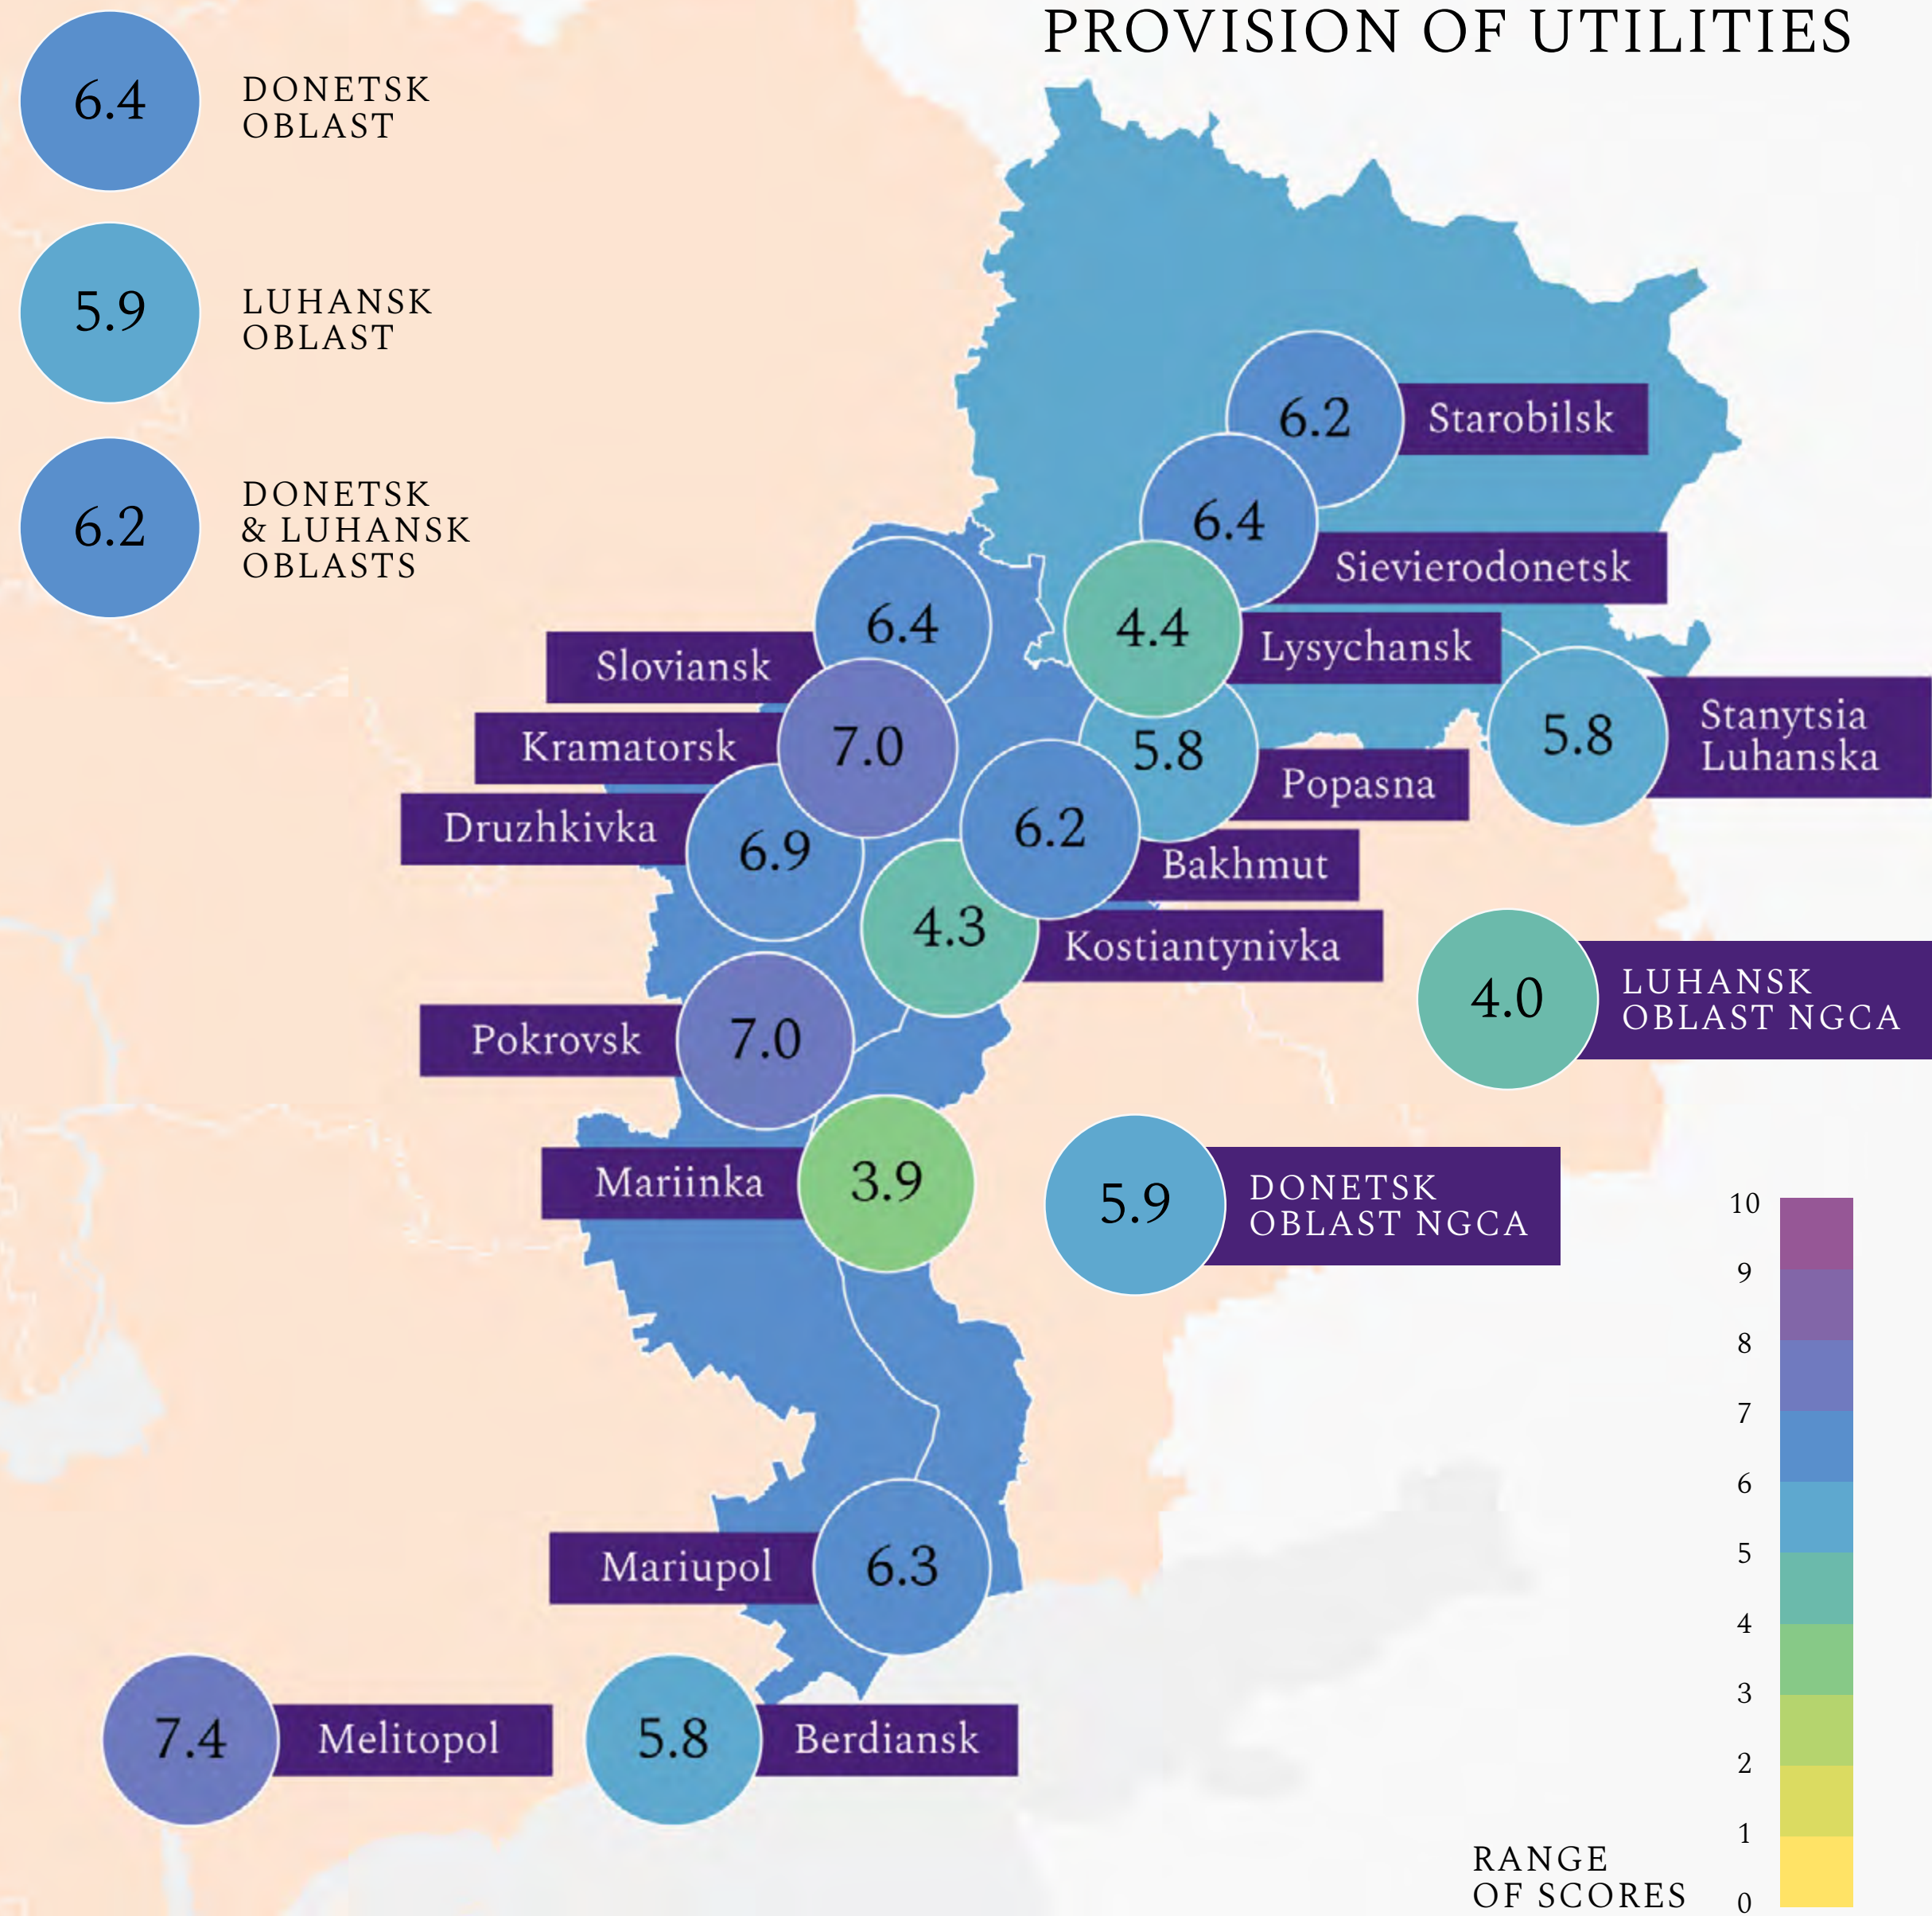 PROVISION OF UTILITIES
6.4
DONETSK
OBLAST
5.9
LUHANSK
OBLAST
6.2
DONETSK
& LUHANSK
OBLASTS
6.2
Starobilsk
6.4
Sievierodonetsk
6.4
Sloviansk
4.4
Lysychansk
5.8
Stanytsia
Luhanska
7.0
Kramatorsk
5.8
Popasna
6.9
Druzhkivka
6.2
Bakhmut
4.3
Kostiantynivka
4.0
LUHANSK
OBLAST NGCA
7.0
Pokrovsk
3.9
Mariinka
5.9
DONETSK
OBLAST NGCA
6.3
Mariupol
7.4
Melitopol
5.8
Berdiansk
10
9
8
7
6
5
4
3
2
1
0
RANGE
OF SCORES